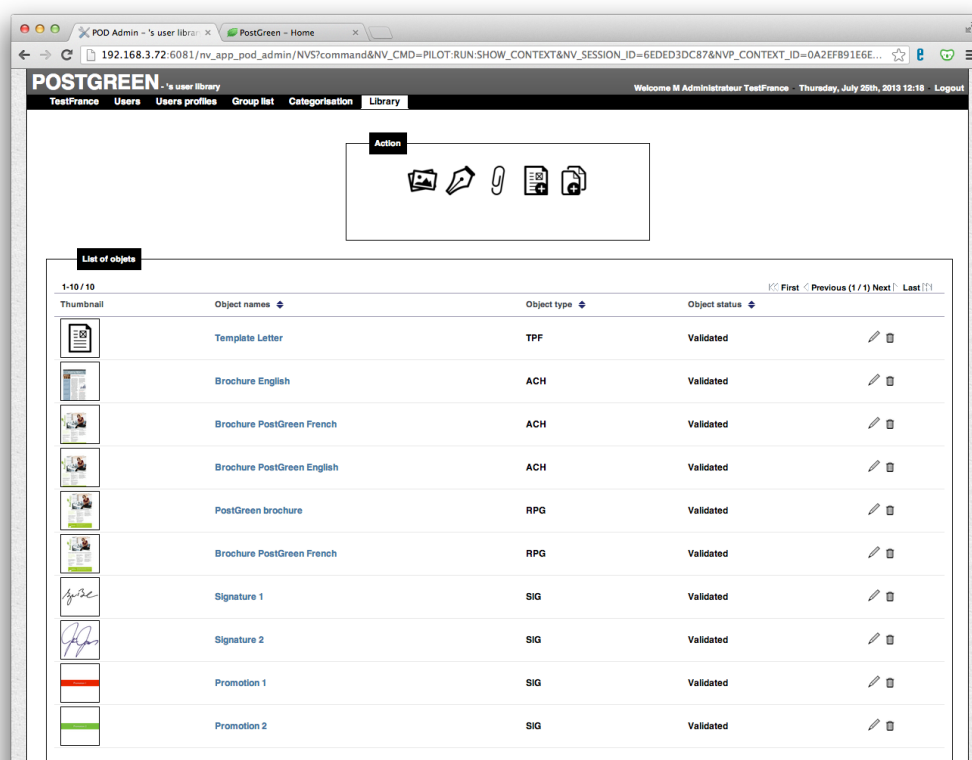 POD Admin – 's user librar
PostGreen – Home
192.168.3.72:6081/nv_app_pod_admin/NVS?command&NV_CMD=PILOT:RUN:SHOW_CONTEXT&NV_SESSION_ID=6EDED3DC87&NVP_CONTEXT_ID=0A2EFB91E6E...
POSTGREEN - 's user library
Welcome M Administrateur TestFrance - Thursday, July 25th, 2013 12:18 - Logout
TestFrance Users Users profiles Group list Categorisation Library
Action
List of objets
1-10 / 10
First Previous (1 / 1) Next Last
Thumbnail Object names Object type Object status
Template Letter TPF Validated
Brochure English ACH Validated
Brochure PostGreen French ACH Validated
Brochure PostGreen English ACH Validated
PostGreen brochure RPG Validated
Brochure PostGreen French RPG Validated
Signature 1 SIG Validated
Signature 2 SIG Validated
Promotion 1 SIG Validated
Promotion 2 SIG Validated